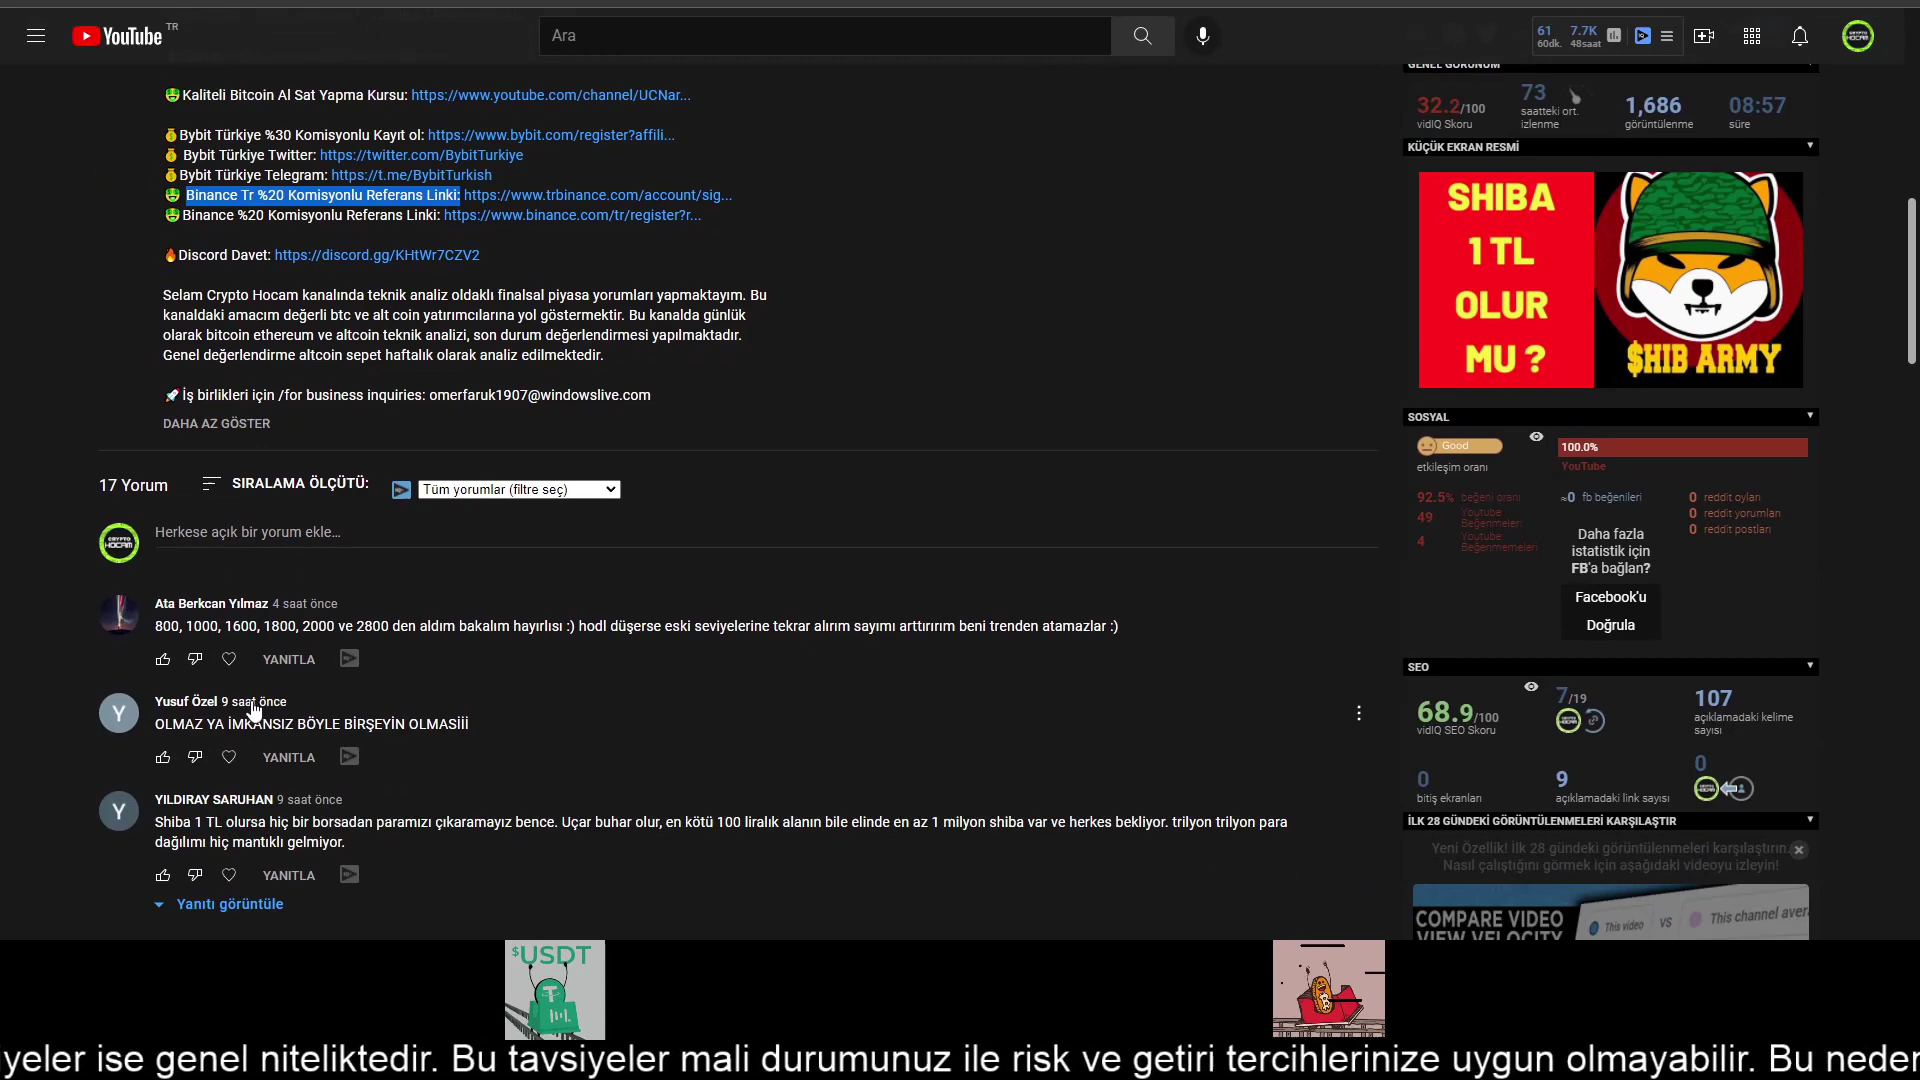 YouTube TR
Ara
61 7.7K
60dk. 48saat
Kaliteli Bitcoin Al Sat Yapma Kursu: https://www.youtube.com/channel/UCNar...
Bybit Türkiye %30 Komisyonlu Kayıt ol: https://www.bybit.com/register?affili...
Bybit Türkiye Twitter: https://twitter.com/BybitTurkiye
Bybit Türkiye Telegram: https://t.me/BybitTurkish
Binance Tr %20 Komisyonlu Referans Linki: https://www.trbinance.com/account/sig...
Binance %20 Komisyonlu Referans Linki: https://www.binance.com/tr/register?r...
Discord Davet: https://discord.gg/KHtWr7CZV2
Selam Crypto Hocam kanalında teknik analiz oldaklı finalsal piyasa yorumları yapmaktayım. Bu
kanaldaki amacım değerli btc ve alt coin yatırımcılarına yol göstermektir. Bu kanalda günlük
olarak bitcoin ethereum ve altcoin teknik analizi, son durum değerlendirmesi yapılmaktadır.
Genel değerlendirme altcoin sepet haftalık olarak analiz edilmektedir.
İş birlikleri için /for business inquiries: omerfaruk1907@windowslive.com
DAHA AZ GÖSTER
17 Yorum
SIRALAMA ÖLÇÜTÜ:
Tüm yorumlar (filtre seç)
CRYPTO
HOCAM
Herkese açık bir yorum ekle...
Ata Berkcan Yılmaz 4 saat önce
800, 1000, 1600, 1800, 2000 ve 2800 den aldım bakalım hayırlısı :) hodl düşerse eski seviyelerine tekrar alırım sayımı arttırırım beni trenden atamazlar :)
YANITLA
Y
Yusuf Özel 9 saat önce
OLMAZ YA İMKANSIZ BÖYLE BİRŞEYİN OLMASİİİ
YANITLA
Y
YILDIRAY SARUHAN 9 saat önce
Shiba 1 TL olursa hiç bir borsadan paramızı çıkaramayız bence. Uçar buhar olur, en kötü 100 liralık alanın bile elinde en az 1 milyon shiba var ve herkes bekliyor. trilyon trilyon para
dağılımı hiç mantıklı gelmiyor.
YANITLA
Yanıtı görüntüle
GENEL GÖRÜNÜM
32.2/100
vidIQ Skoru
73
saatteki ort.
izlenme
1,686
görüntülenme
08:57
süre
KÜÇÜK EKRAN RESMİ
SHIBA
1 TL
OLUR
MU ?
$HIB ARMY
SOSYAL
Good
etkileşim oranı
92.5% beğeni oranı
49 Youtube
Beğenmeleri
4 Youtube
Beğenmemeleri
100.0%
YouTube
≈0 fb beğenileri
Daha fazla
istatistik için
FB'a bağlan?
Facebook'u
Doğrula
0 reddit oyları
0 reddit yorumları
0 reddit postları
SEO
68.9/100
vidIQ SEO Skoru
7/19
107
açıklamadaki kelime
sayısı
0
bitiş ekranları
9
açıklamadaki link sayısı
0
İLK 28 GÜNDEKİ GÖRÜNTÜLENMELERİ KARŞILAŞTIR
Yeni Özellik! İlk 28 gündeki görüntülenmeleri karşılaştırın.
Nasıl çalıştığını görmek için aşağıdaki videoyu izleyin!
COMPARE VIDEO
VIEW VELOCITY
This video
VS
This channel aver
$USDT
yeler ise genel niteliktedir. Bu tavsiyeler mali durumunuz ile risk ve getiri tercihlerinize uygun olmayabilir. Bu neder